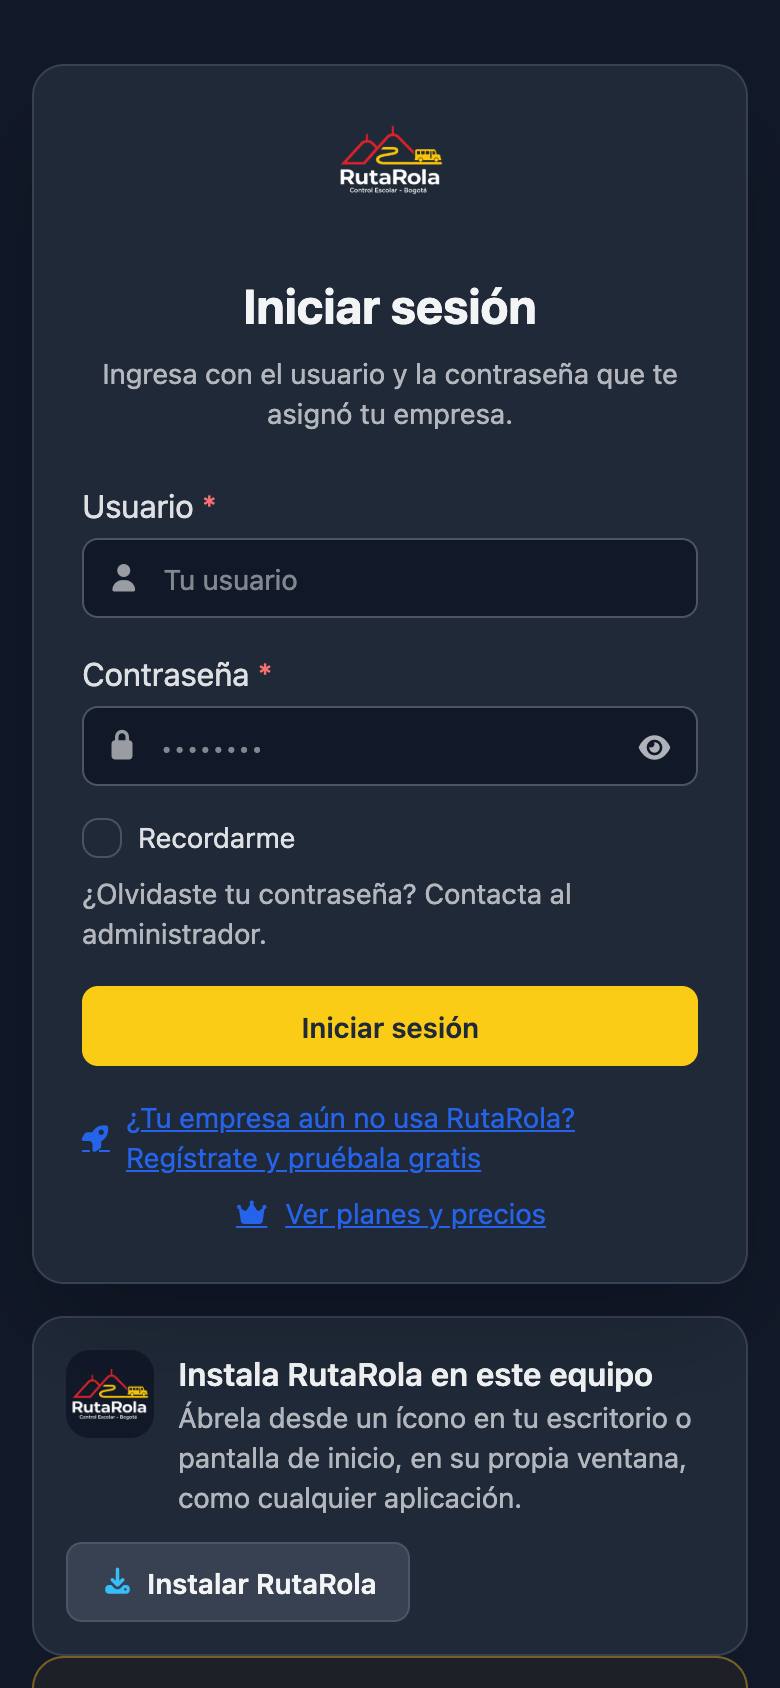 RutaRola
Control Escolar - Bogotá
Iniciar sesión
Ingresa con el usuario y la contraseña que te
asignó tu empresa.
Usuario *
Tu usuario
Contraseña *
••••••••
Recordarme
¿Olvidaste tu contraseña? Contacta al
administrador.
Iniciar sesión
¿Tu empresa aún no usa RutaRola?
Regístrate y pruébala gratis
Ver planes y precios
RutaRola
Control Escolar - Bogotá
Instala RutaRola en este equipo
Ábrela desde un ícono en tu escritorio o
pantalla de inicio, en su propia ventana,
como cualquier aplicación.
Instalar RutaRola